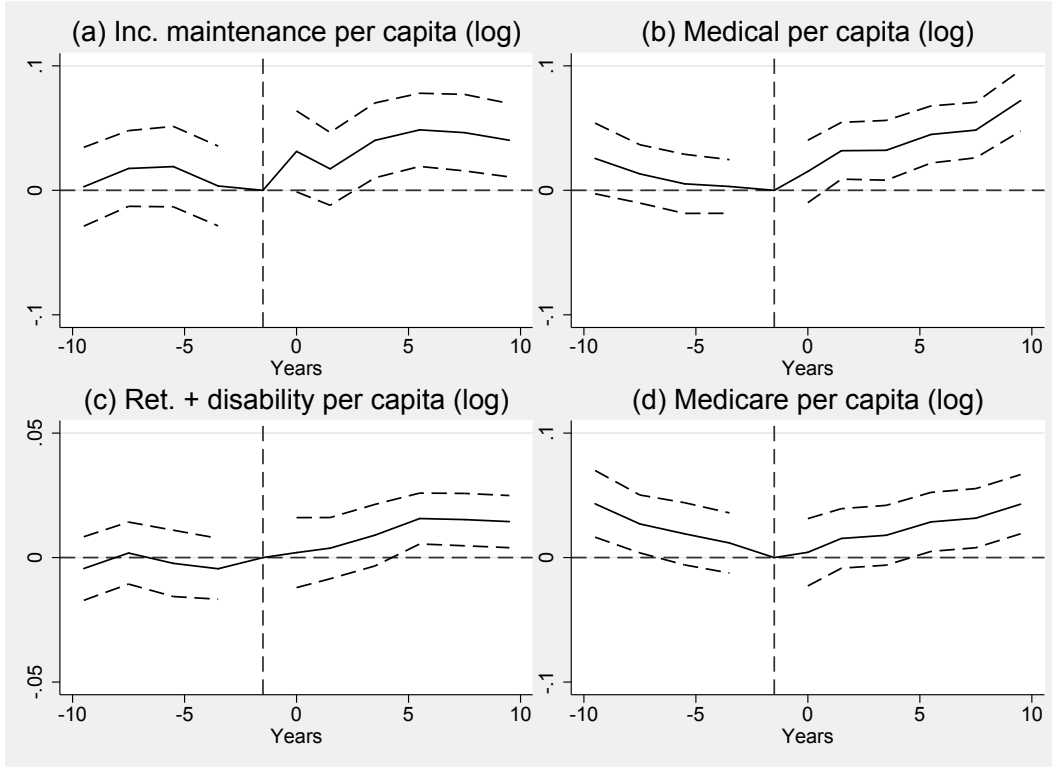 (a) Inc. maintenance per capita (log)
.1
0
-.1
-10 -5 0 5 10
Years
(b) Medical per capita (log)
.1
0
-.1
-10 -5 0 5 10
Years
(c) Ret. + disability per capita (log)
.05
0
-.05
-10 -5 0 5 10
Years
(d) Medicare per capita (log)
.1
0
-.1
-10 -5 0 5 10
Years